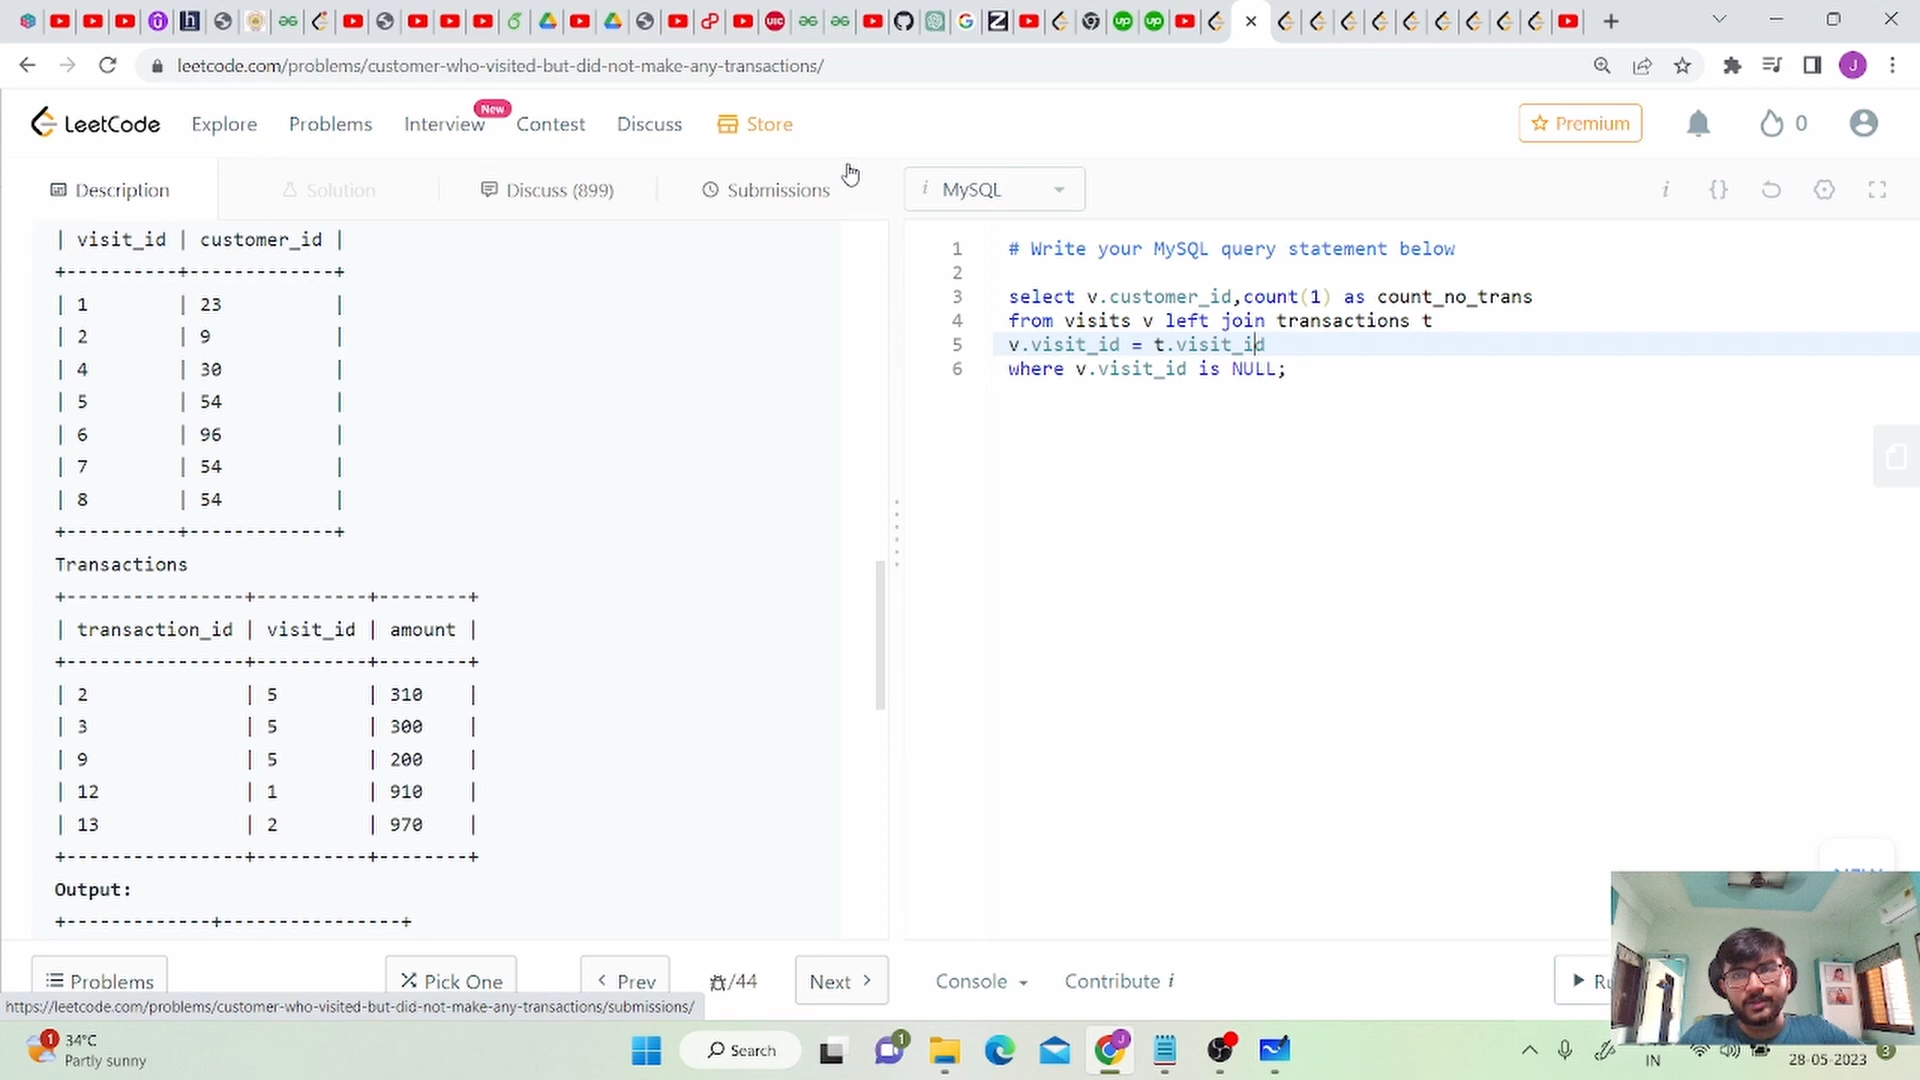 leetcode.com/problems/customer-who-visited-but-did-not-make-any-transactions/
J
LeetCode
Explore
Problems
Interview
New
Contest
Discuss
Store
Premium
0
Description
Solution
Discuss (899)
Submissions
i MySQL
i {}
| visit_id | customer_id |
+----------+-------------+
| 1 | 23 |
| 2 | 9 |
| 4 | 30 |
| 5 | 54 |
| 6 | 96 |
| 7 | 54 |
| 8 | 54 |
+----------+-------------+
Transactions
+----------------+----------+--------+
| transaction_id | visit_id | amount |
+----------------+----------+--------+
| 2 | 5 | 310 |
| 3 | 5 | 300 |
| 9 | 5 | 200 |
| 12 | 1 | 910 |
| 13 | 2 | 970 |
+----------------+----------+--------+
Output:
+-------------+----------------+
1 # Write your MySQL query statement below
2
3 select v.customer_id,count(1) as count_no_trans
4 from visits v left join transactions t
5 v.visit_id = t.visit_id
6 where v.visit_id is NULL;
Problems
Pick One
Prev
/44
Next
Console
Contribute i
https://leetcode.com/problems/customer-who-visited-but-did-not-make-any-transactions/submissions/
1
34°C
Partly sunny
Search
1
J
IN
28-05-2023
3